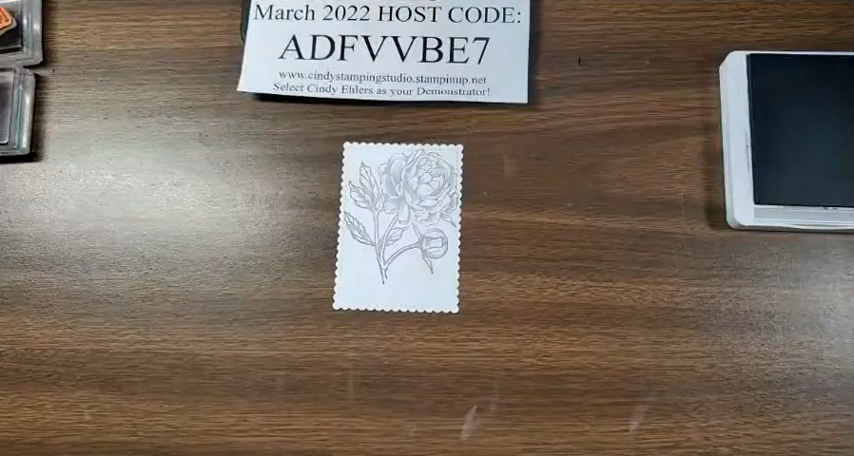 March 2022 HOST CODE:
ADFVVBE7
www.cindystampingstudio.stampinup.net
Select Cindy Ehlers as your Demonstrator!